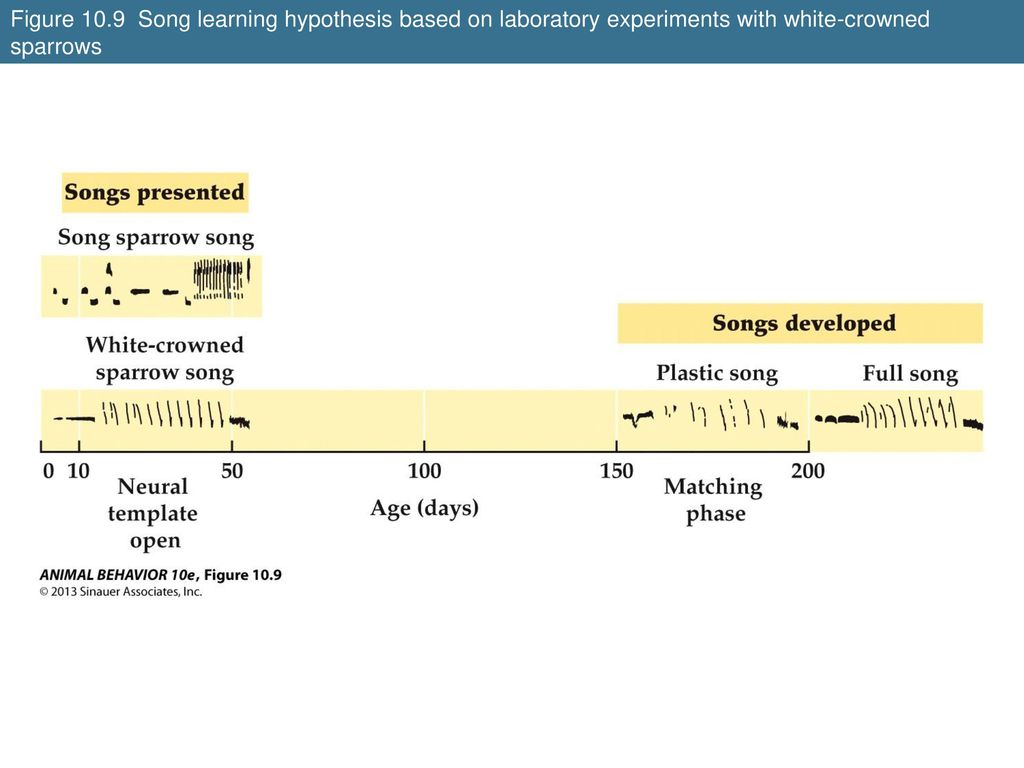 Figure 10.9 Song learning hypothesis based on laboratory experiments with white-crowned
sparrows
Songs presented
Song sparrow song
White-crowned
sparrow song
Songs developed
Plastic song
Full song
0 10 50 100 150 200
Neural
template
open
Age (days)
Matching
phase
ANIMAL BEHAVIOR 10e, Figure 10.9
© 2013 Sinauer Associates, Inc.